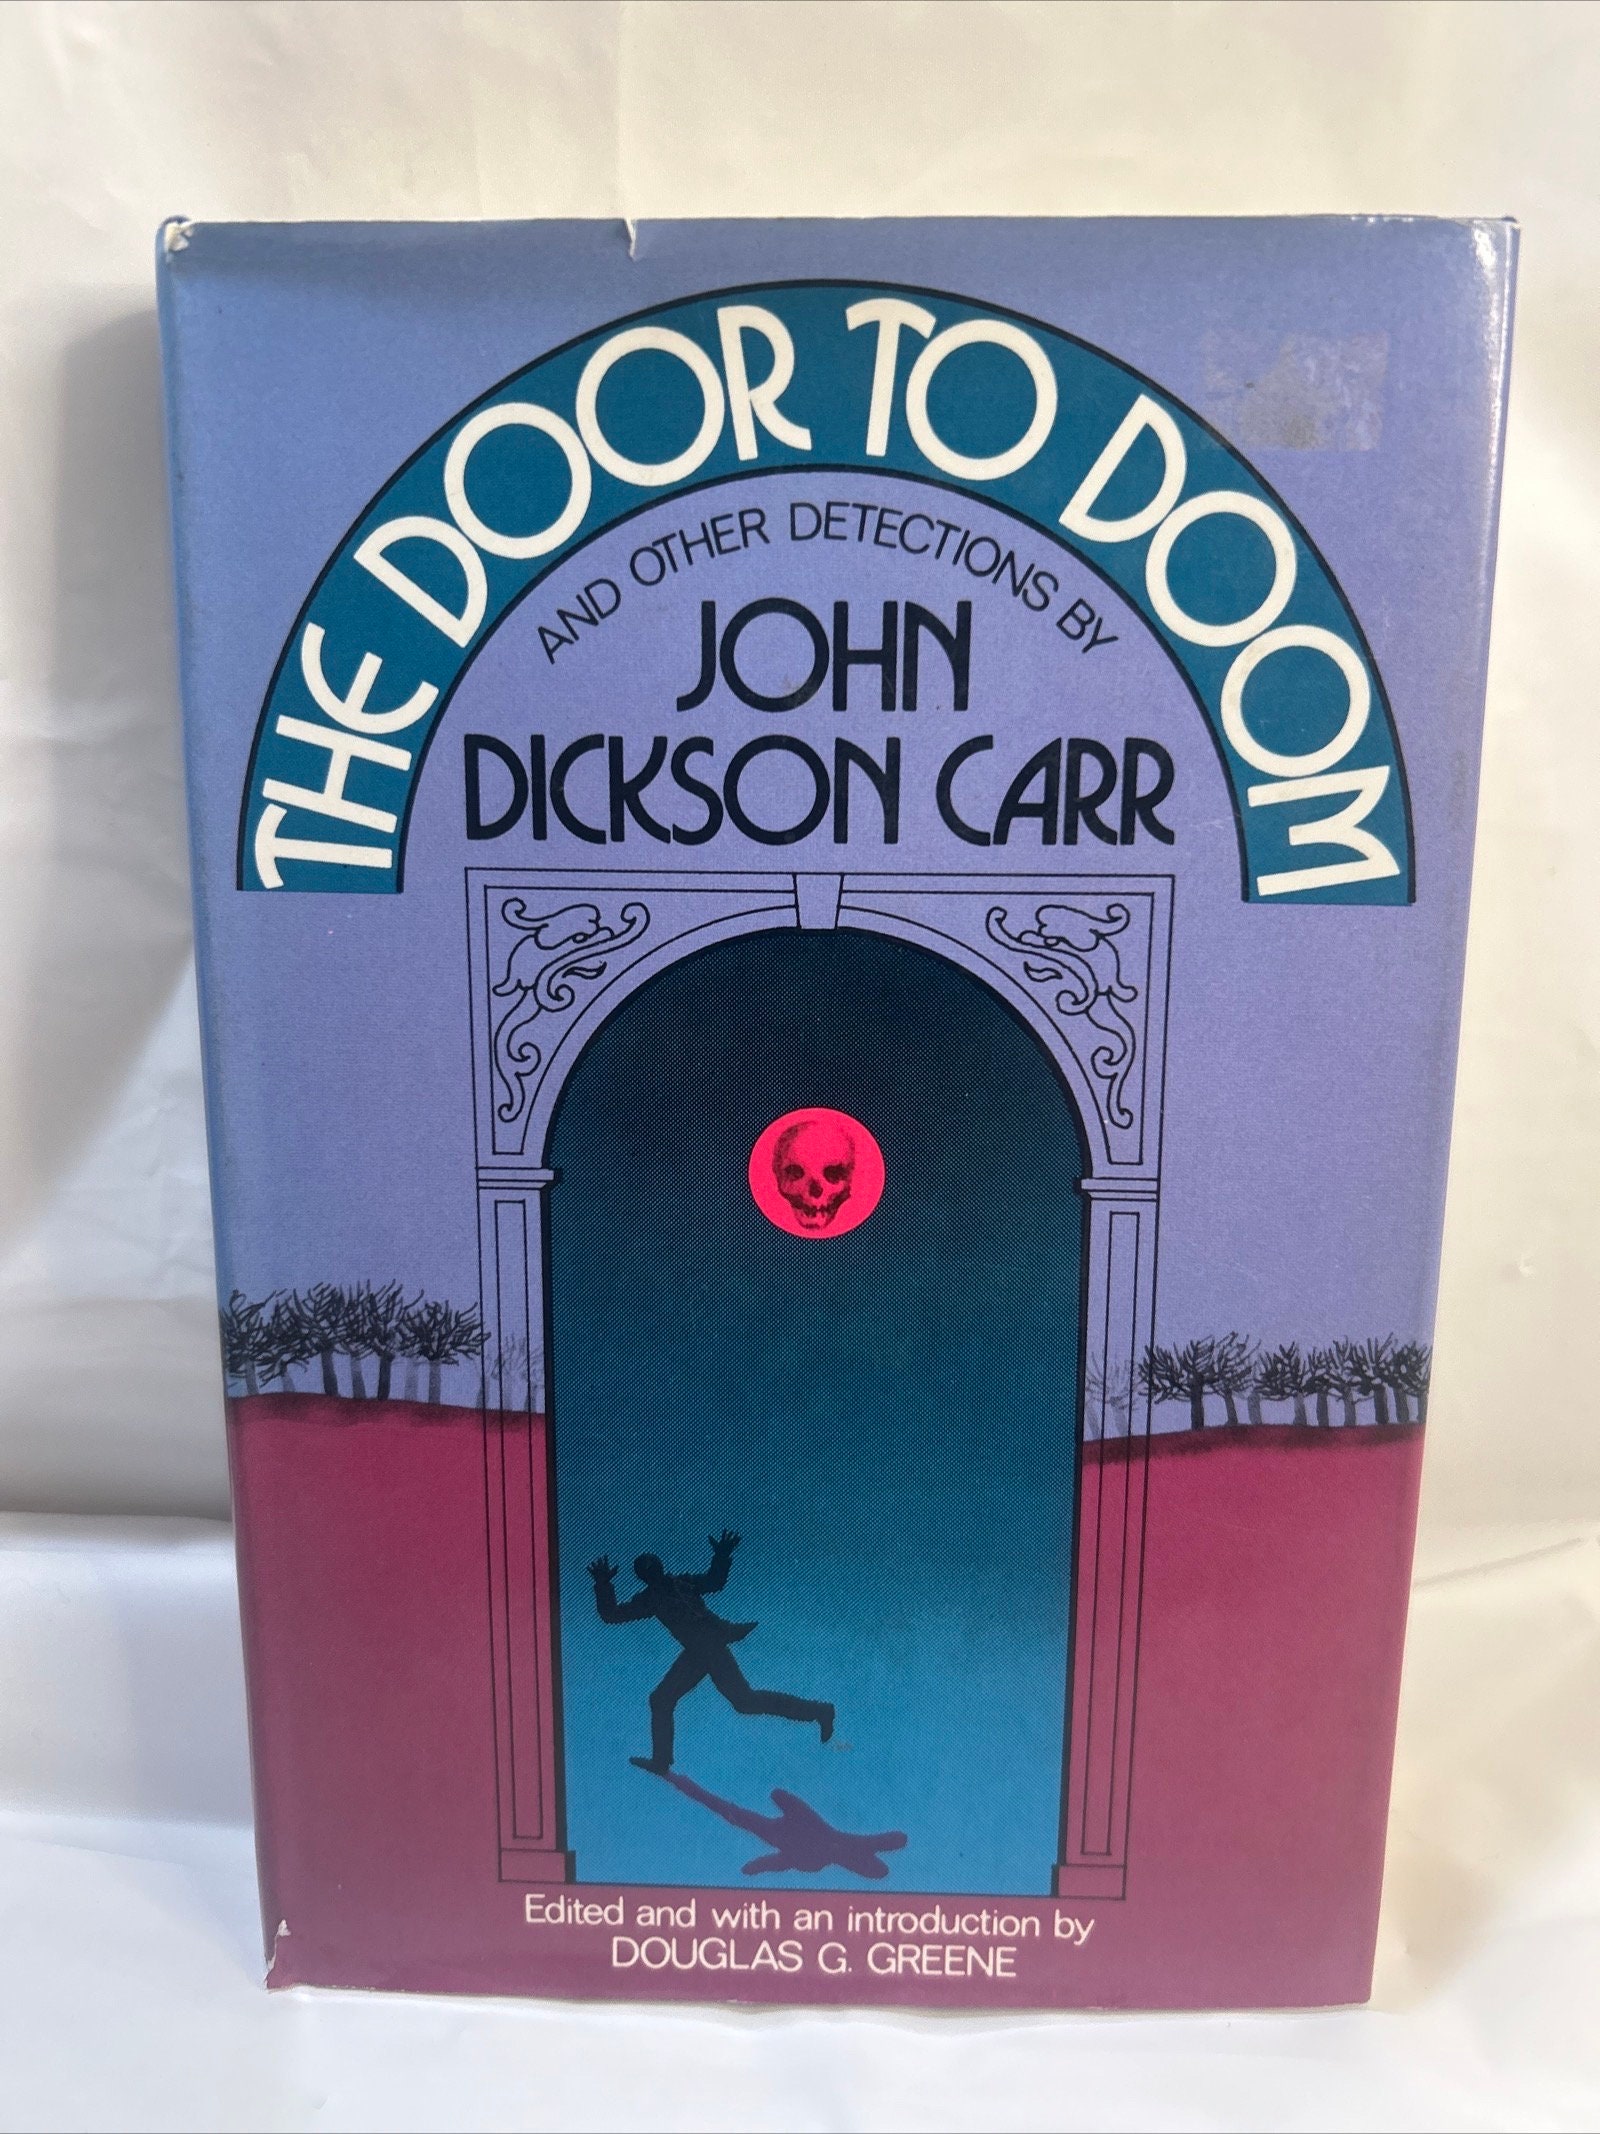 THE DOOR TO DOOM
AND OTHER DETECTIONS BY
JOHN
DICKSON CARR
Edited and with an introduction by
DOUGLAS G. GREENE